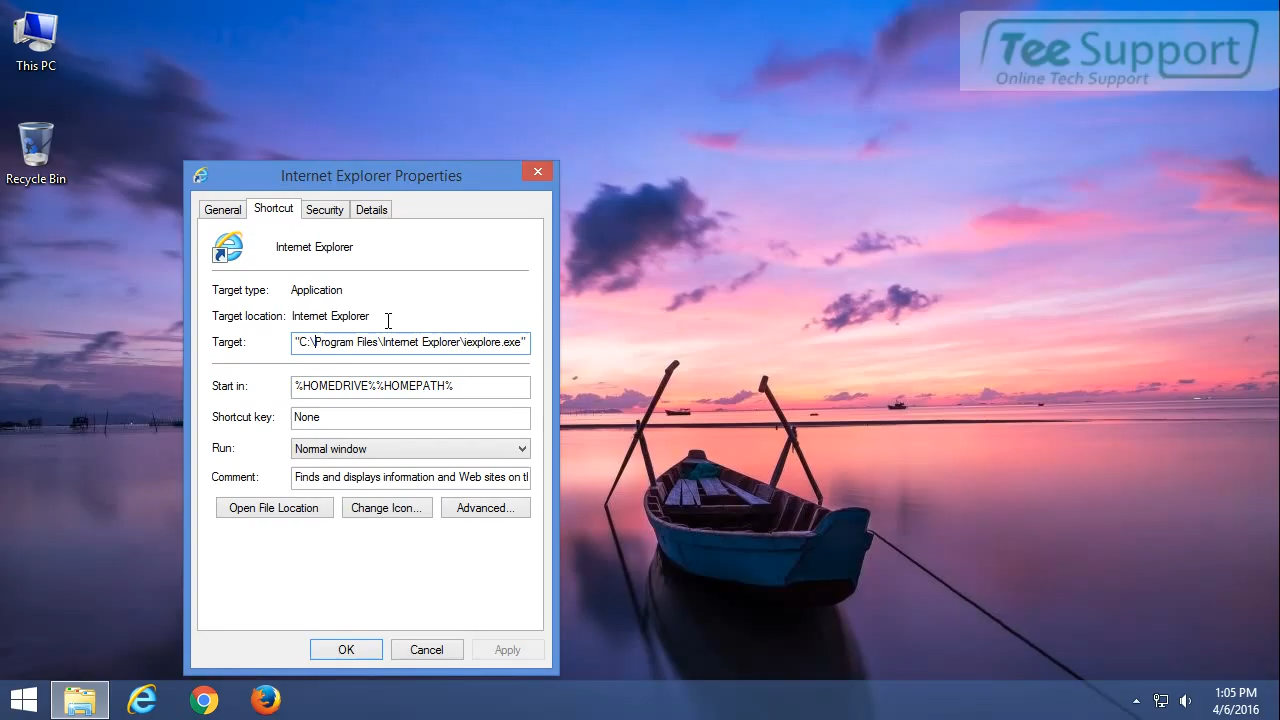 This PC
Tee Support
Online Tech Support
Recycle Bin
Internet Explorer Properties
General Shortcut Security Details
Internet Explorer
Target type: Application
Target location: Internet Explorer
Target: "C:\Program Files\Internet Explorer\iexplore.exe"
Start in: %HOMEDRIVE%%HOMEPATH%
Shortcut key: None
Run: Normal window
Comment: Finds and displays information and Web sites on tl
Open File Location Change Icon... Advanced...
OK Cancel Apply
1:05 PM
4/6/2016